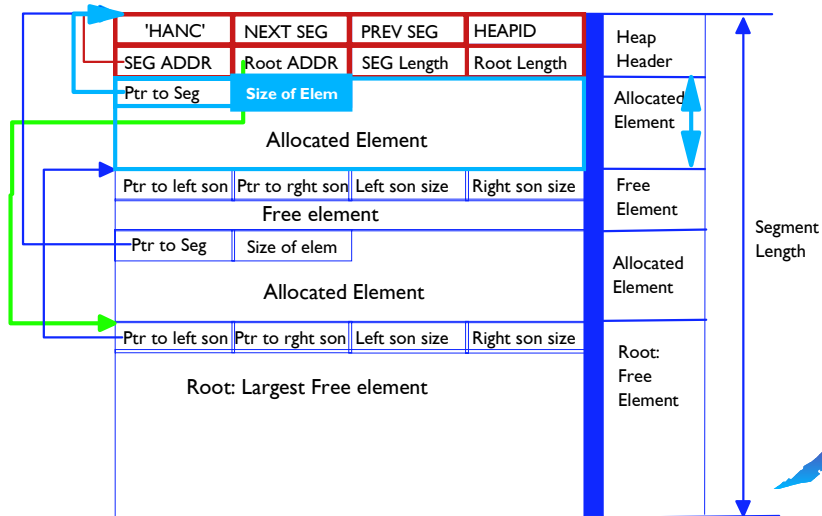 'HANC' NEXT SEG PREV SEG HEAPID
SEG ADDR Root ADDR SEG Length Root Length
Heap
Header
Ptr to Seg Size of Elem
Allocated Element
Allocated
Element
Ptr to left son Ptr to rght son Left son size Right son size
Free element
Free
Element
Ptr to Seg Size of elem
Allocated Element
Allocated
Element
Segment
Length
Ptr to left son Ptr to rght son Left son size Right son size
Root: Largest Free element
Root:
Free
Element